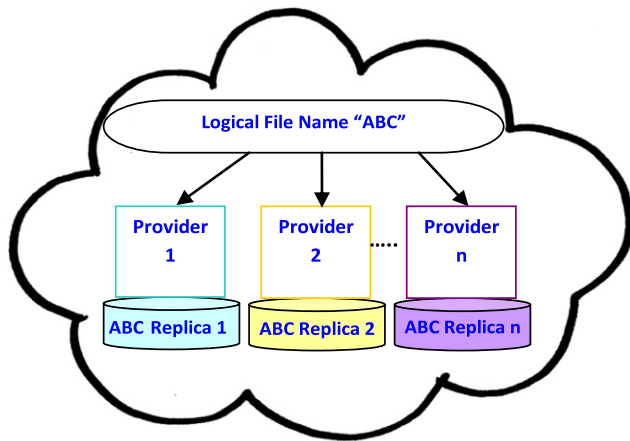 Logical File Name “ABC”
Provider
1
Provider
2
.....
Provider
n
ABC Replica 1
ABC Replica 2
ABC Replica n